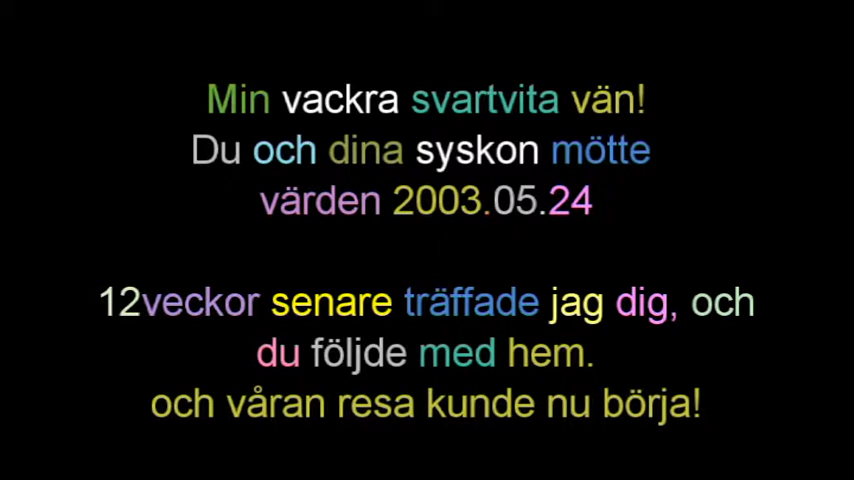 Min vackra svartvita vän!
Du och dina syskon mötte
värden 2003.05.24
12veckor senare träffade jag dig, och
du följde med hem.
och våran resa kunde nu börja!